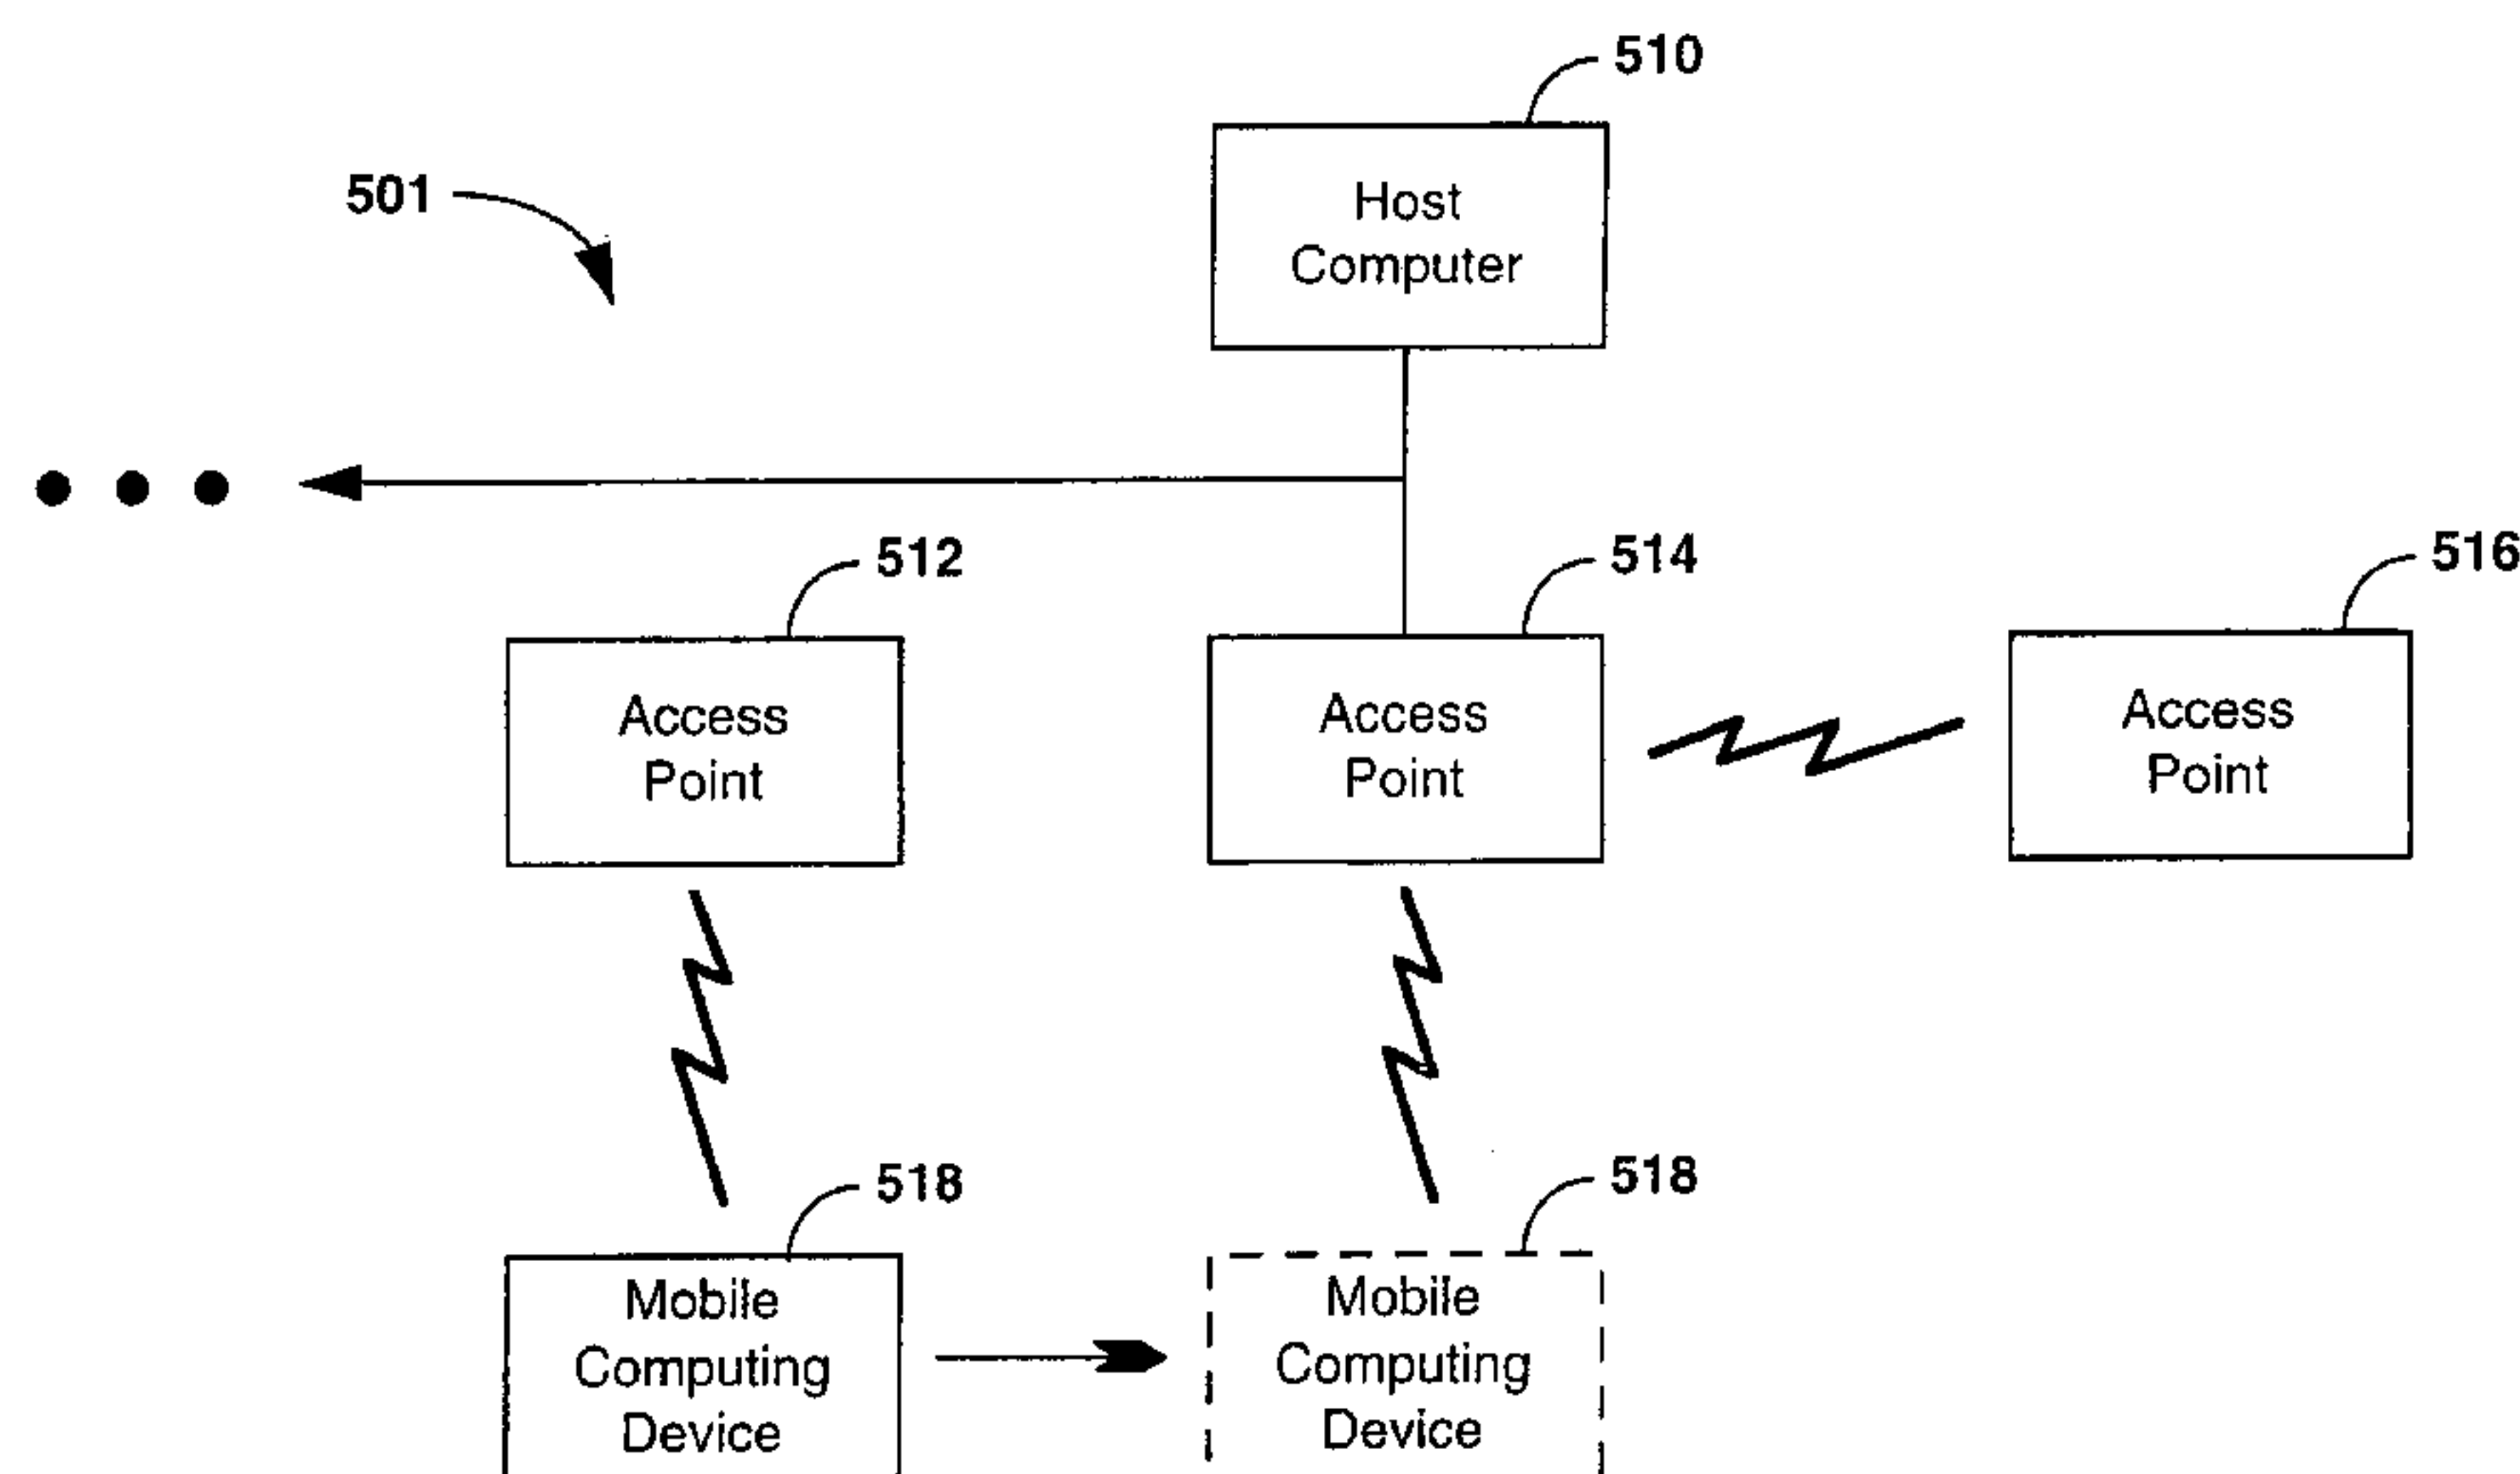 510
501
Host
Computer
512
514
516
Access
Point
Access
Point
Access
Point
518
518
Mobile
Computing
Device
Mobile
Computing
Device